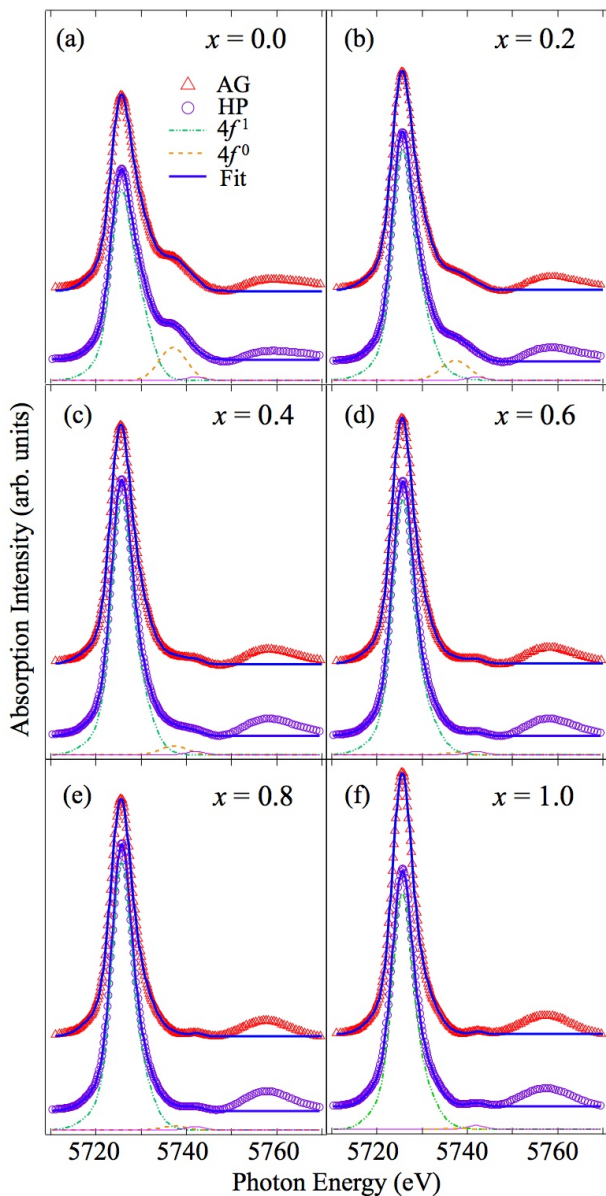 (a) x = 0.0
AG
HP
4f¹
4f⁰
Fit
(b) x = 0.2
(c) x = 0.4
(d) x = 0.6
(e) x = 0.8
(f) x = 1.0
Absorption Intensity (arb. units)
5720 5740 5760 5720 5740 5760
Photon Energy (eV)